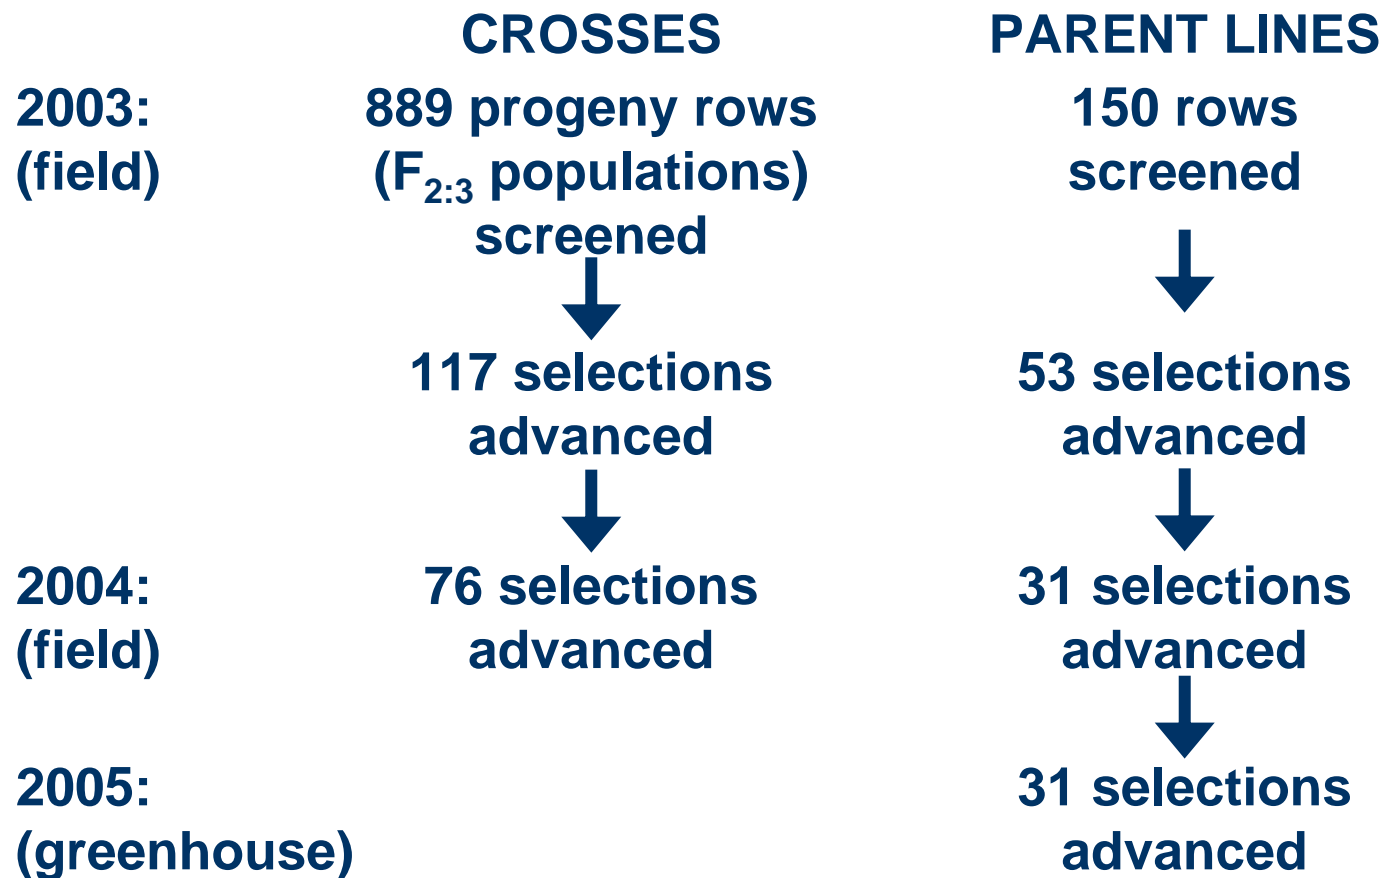 CROSSES PARENT LINES
2003: 889 progeny rows 150 rows
(field) (F2:3 populations) screened
screened
117 selections 53 selections
advanced advanced
2004: 76 selections 31 selections
(field) advanced advanced
2005: 31 selections
(greenhouse) advanced